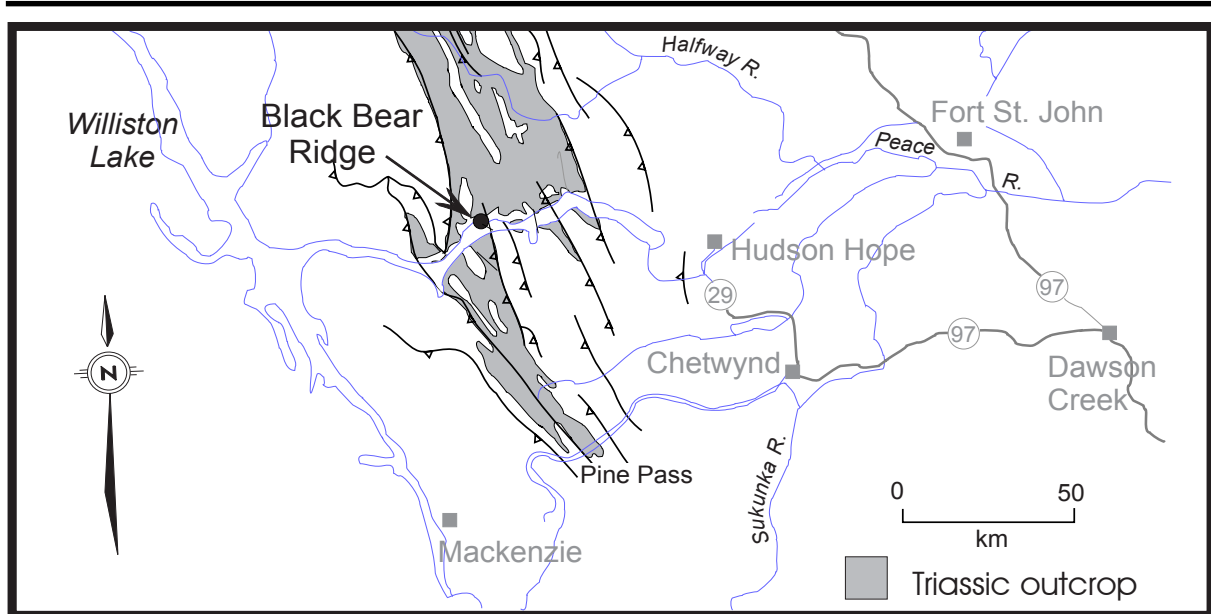 Halfway R.
Williston
Lake
Black Bear
Ridge
Fort St. John
Peace
R.
Hudson Hope
29
97
97
Chetwynd
Dawson
Creek
N
Pine Pass
Sukunka R.
Mackenzie
0 50
km
Triassic outcrop